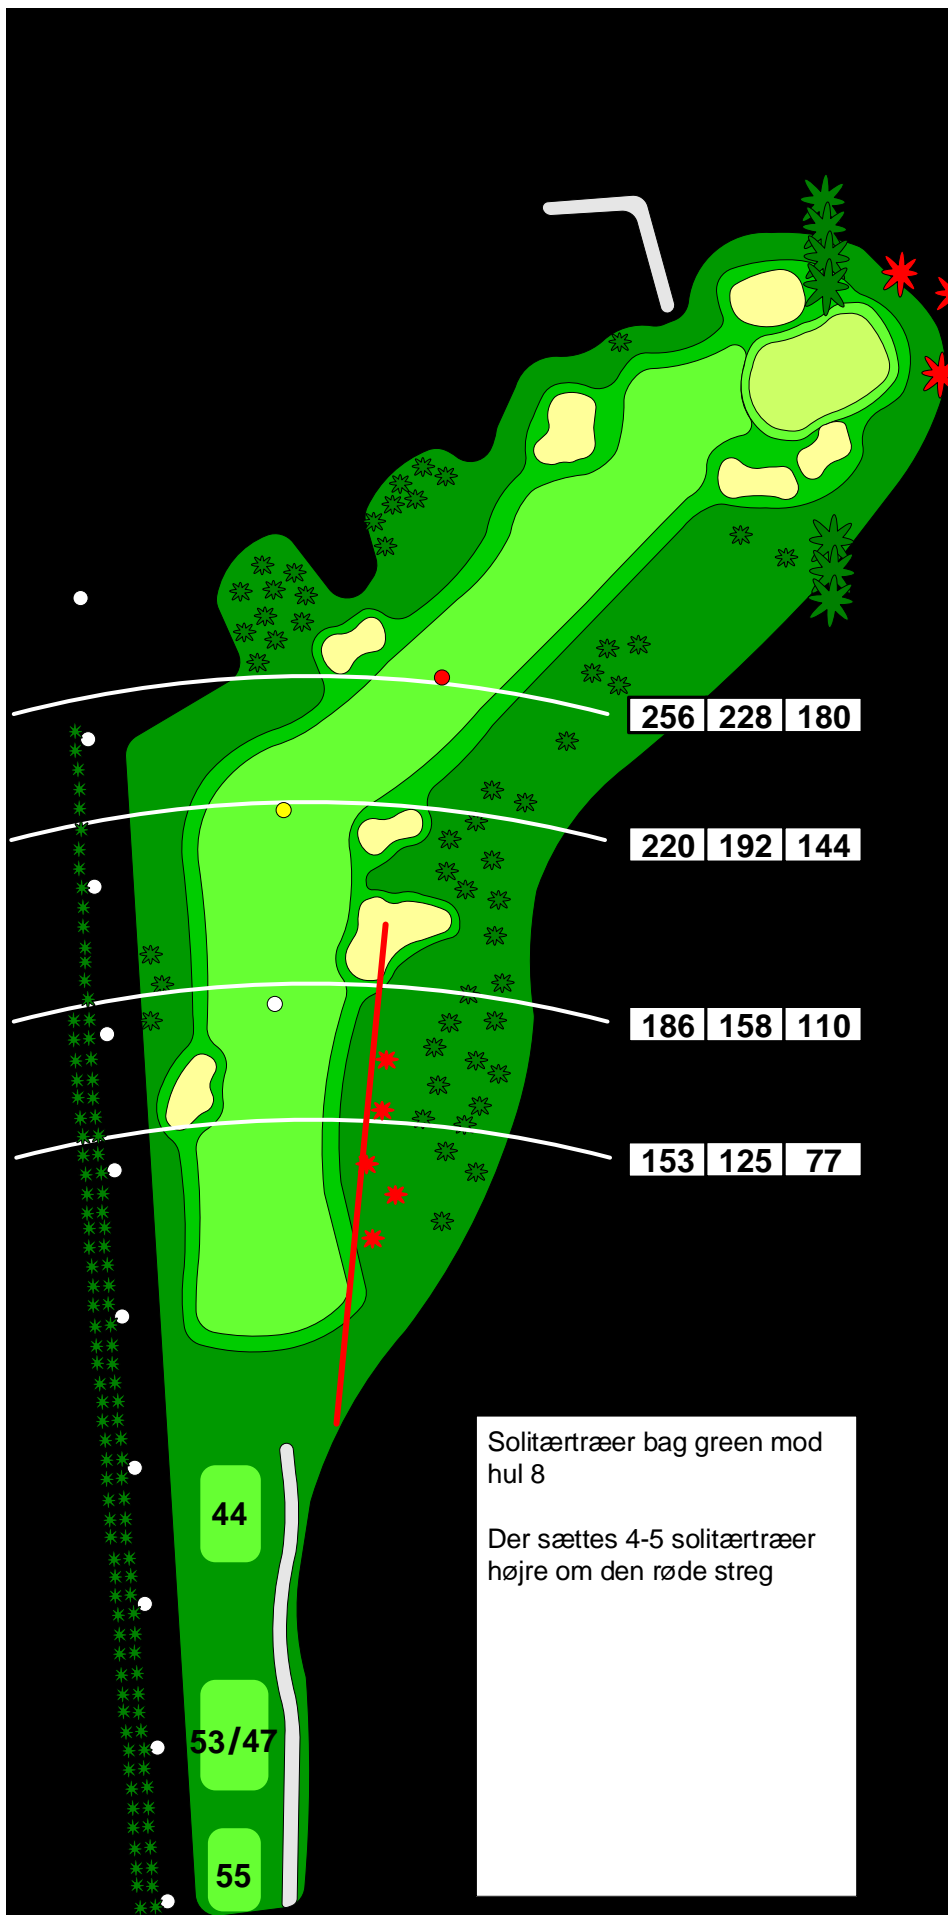 256 228 180
220 192 144
186 158 110
153 125 77
Solitærtræer bag green mod
hul 8
Der sættes 4-5 solitærtræer
højre om den røde streg
44
53/47
55